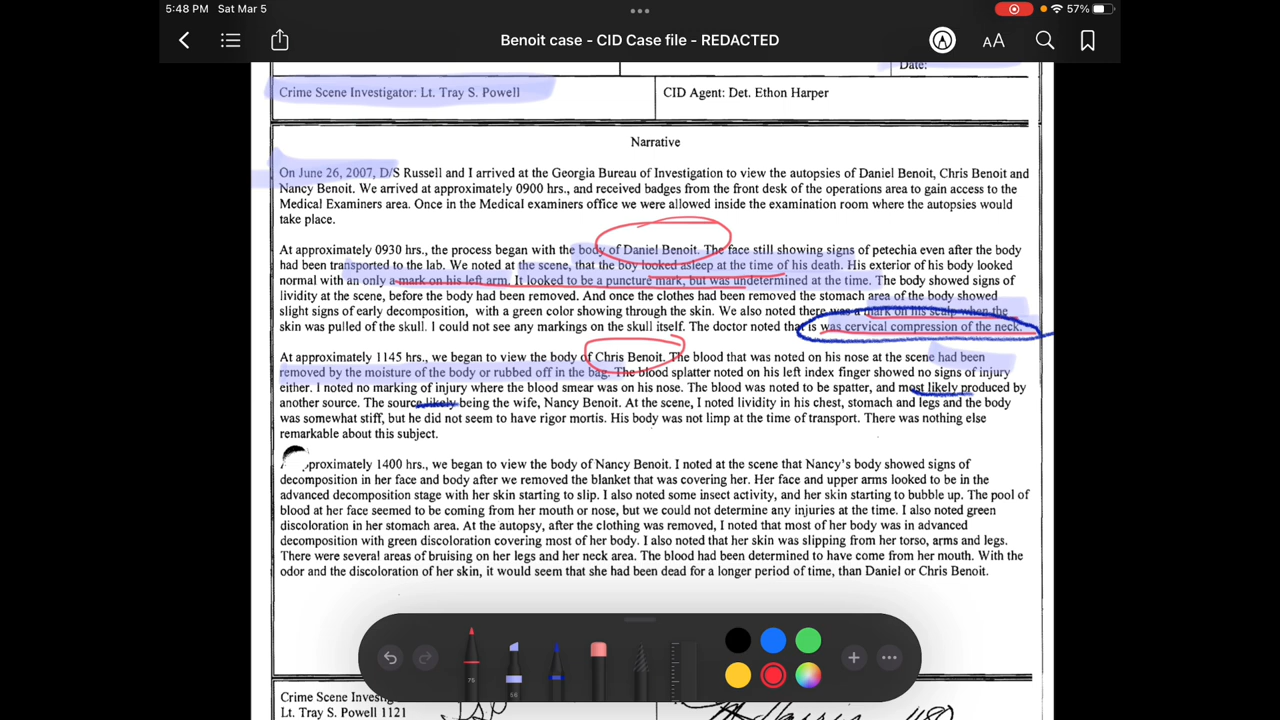 5:48 PM Sat Mar 5
57%
Benoit case - CID Case file - REDACTED
AA
Date:
Crime Scene Investigator: Lt. Tray S. Powell
CID Agent: Det. Ethon Harper
Narrative
On June 26, 2007, D/S Russell and I arrived at the Georgia Bureau of Investigation to view the autopsies of Daniel Benoit, Chris Benoit and
Nancy Benoit. We arrived at approximately 0900 hrs., and received badges from the front desk of the operations area to gain access to the
Medical Examiners area. Once in the Medical examiners office we were allowed inside the examination room where the autopsies would
take place.
At approximately 0930 hrs., the process began with the body of Daniel Benoit. The face still showing signs of petechia even after the body
had been transported to the lab. We noted at the scene, that the boy looked asleep at the time of his death. His exterior of his body looked
normal with an only a mark on his left arm. It looked to be a puncture mark, but was undetermined at the time. The body showed signs of
lividity at the scene, before the body had been removed. And once the clothes had been removed the stomach area of the body showed
slight signs of early decomposition, with a green color showing through the skin. We also noted there was a mark on his scalp when the
skin was pulled of the skull. I could not see any markings on the skull itself. The doctor noted that is was cervical compression of the neck.
At approximately 1145 hrs., we began to view the body of Chris Benoit. The blood that was noted on his nose at the scene had been
removed by the moisture of the body or rubbed off in the bag. The blood splatter noted on his left index finger showed no signs of injury
either. I noted no marking of injury where the blood smear was on his nose. The blood was noted to be spatter, and most likely produced by
another source. The source likely being the wife, Nancy Benoit. At the scene, I noted lividity in his chest, stomach and legs and the body
was somewhat stiff, but he did not seem to have rigor mortis. His body was not limp at the time of transport. There was nothing else
remarkable about this subject.
A pproximately 1400 hrs., we began to view the body of Nancy Benoit. I noted at the scene that Nancy's body showed signs of
decomposition in her face and body after we removed the blanket that was covering her. Her face and upper arms looked to be in the
advanced decomposition stage with her skin starting to slip. I also noted some insect activity, and her skin starting to bubble up. The pool of
blood at her face seemed to be coming from her mouth or nose, but we could not determine any injuries at the time. I also noted green
discoloration in her stomach area. At the autopsy, after the clothing was removed, I noted that most of her body was in advanced
decomposition with green discoloration covering most of her body. I also noted that her skin was slipping from her torso, arms and legs.
There were several areas of bruising on her legs and her neck area. The blood had been determined to have come from her mouth. With the
odor and the discoloration of her skin, it would seem that she had been dead for a longer period of time, than Daniel or Chris Benoit.
75
50
Crime Scene Investig
Lt. Tray S. Powell 1121